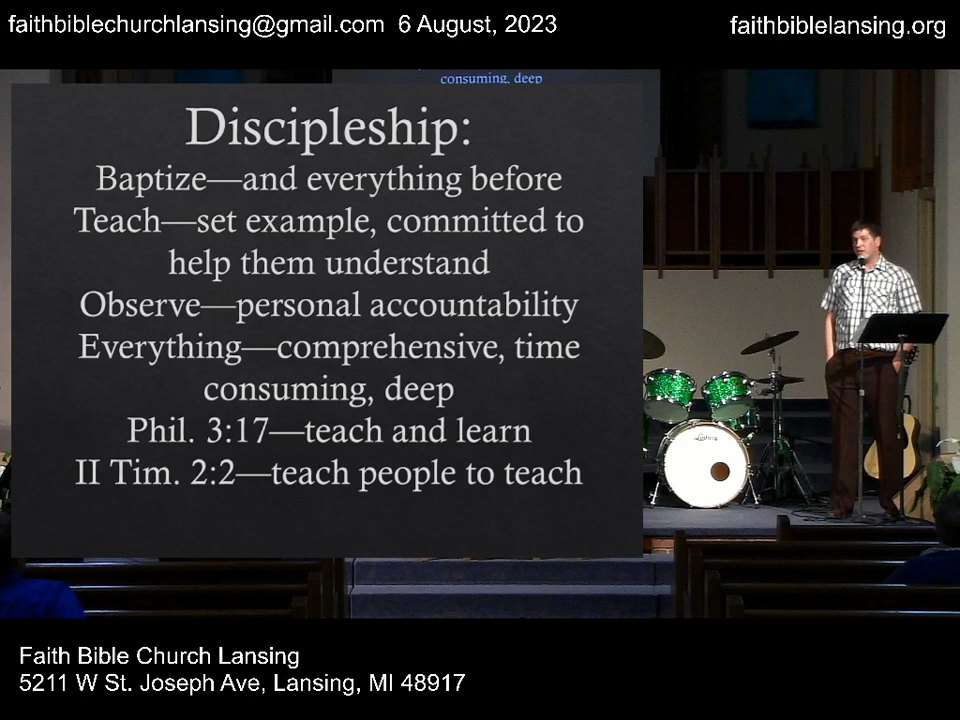 faithbiblechurchlansing@gmail.com 6 August, 2023
faithbiblelansing.org
consuming, deep
Discipleship:
Baptize—and everything before
Teach—set example, committed to
help them understand
Observe—personal accountability
Everything—comprehensive, time
consuming, deep
Phil. 3:17—teach and learn
II Tim. 2:2—teach people to teach
Ludwig
Faith Bible Church Lansing
5211 W St. Joseph Ave, Lansing, MI 48917